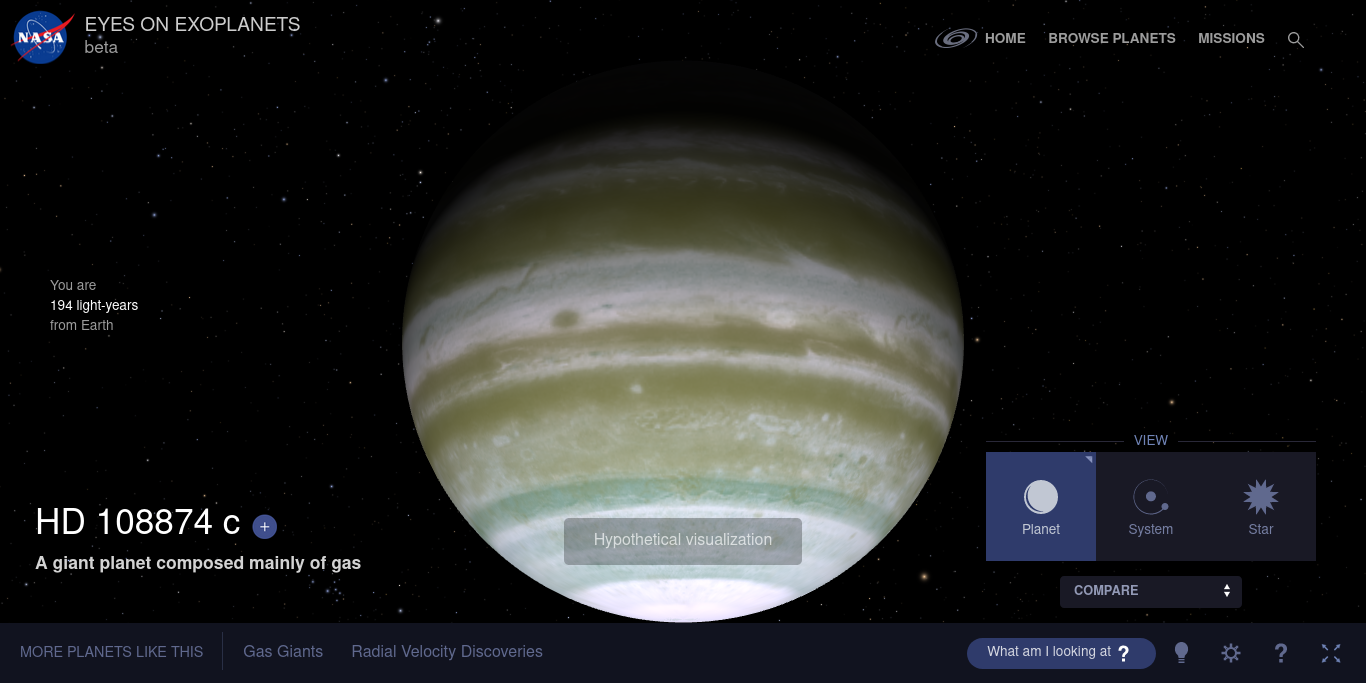 NASA
EYES ON EXOPLANETS
beta
HOME
BROWSE PLANETS
MISSIONS
You are
194 light-years
from Earth
VIEW
Planet
System
Star
HD 108874 c +
A giant planet composed mainly of gas
Hypothetical visualization
COMPARE
MORE PLANETS LIKE THIS
Gas Giants
Radial Velocity Discoveries
What am I looking at ?
?